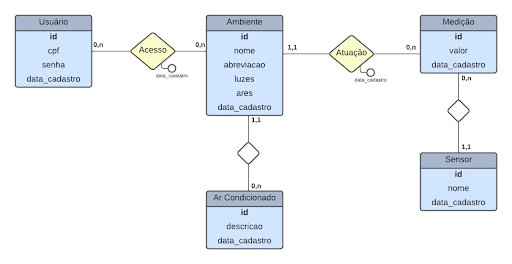 Usuário
id
cpf
senha
data_cadastro
0,n
Acesso
data_cadastro
0,n
Ambiente
id
nome
abreviacao
luzes
ares
data_cadastro
1,1
Atuação
data_cadastro
0,n
Medição
id
valor
data_cadastro
0,n
1,1
Sensor
id
nome
data_cadastro
1,1
0,n
Ar Condicionado
id
descricao
data_cadastro